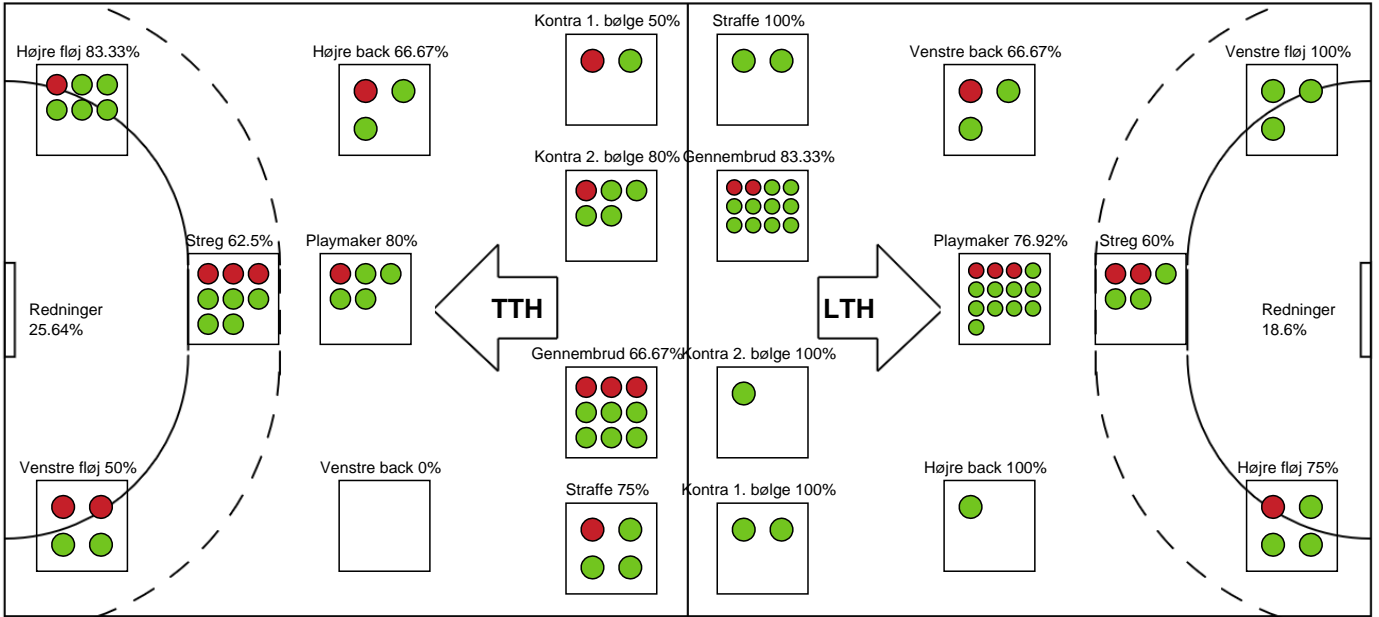 Kontra 1. bølge 50%
Straffe 100%
Højre fløj 83.33%
Højre back 66.67%
Venstre back 66.67%
Venstre fløj 100%
Kontra 2. bølge 80%
Gennembrud 83.33%
Streg 62.5%
Playmaker 80%
Playmaker 76.92%
Streg 60%
TTH
LTH
Redninger
25.64%
Redninger
18.6%
Gennembrud 66.67%
Kontra 2. bølge 100%
Venstre fløj 50%
Venstre back 0%
Højre back 100%
Højre fløj 75%
Straffe 75%
Kontra 1. bølge 100%